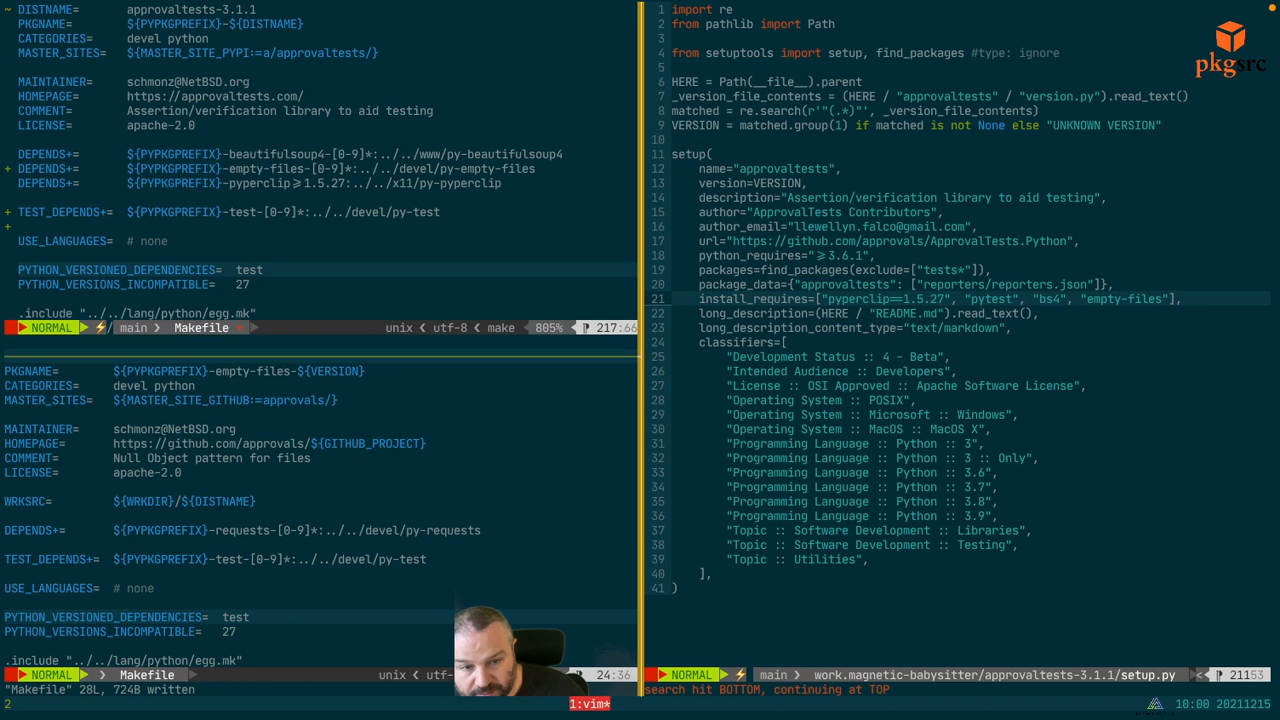 ~ DISTNAME= approvaltests-3.1.1
PKGNAME= ${PYPKGPREFIX}-${DISTNAME}
CATEGORIES= devel python
MASTER_SITES= ${MASTER_SITE_PYPI:=a/approvaltests/}
MAINTAINER= schmonz@NetBSD.org
HOMEPAGE= https://approvaltests.com/
COMMENT= Assertion/verification library to aid testing
LICENSE= apache-2.0
DEPENDS+= ${PYPKGPREFIX}-beautifulsoup4-[0-9]*:../../www/py-beautifulsoup4
+ DEPENDS+= ${PYPKGPREFIX}-empty-files-[0-9]*:../../devel/py-empty-files
DEPENDS+= ${PYPKGPREFIX}-pyperclip>=1.5.27:../../x11/py-pyperclip
+ TEST_DEPENDS+= ${PYPKGPREFIX}-test-[0-9]*:../../devel/py-test
+
USE_LANGUAGES= # none
PYTHON_VERSIONED_DEPENDENCIES= test
PYTHON_VERSIONS_INCOMPATIBLE= 27
.include "../../lang/python/egg.mk"
NORMAL main Makefile unix < utf-8 < make 805% 217:66
PKGNAME= ${PYPKGPREFIX}-empty-files-${VERSION}
CATEGORIES= devel python
MASTER_SITES= ${MASTER_SITE_GITHUB:=approvals/}
MAINTAINER= schmonz@NetBSD.org
HOMEPAGE= https://github.com/approvals/${GITHUB_PROJECT}
COMMENT= Null Object pattern for files
LICENSE= apache-2.0
WRKSRC= ${WRKDIR}/${DISTNAME}
DEPENDS+= ${PYPKGPREFIX}-requests-[0-9]*:../../devel/py-requests
TEST_DEPENDS+= ${PYPKGPREFIX}-test-[0-9]*:../../devel/py-test
USE_LANGUAGES= # none
PYTHON_VERSIONED_DEPENDENCIES= test
PYTHON_VERSIONS_INCOMPATIBLE= 27
.include "../../lang/python/egg.mk"
NORMAL Makefile unix < utf- 24:36
"Makefile" 28L, 724B written
1 import re
2 from pathlib import Path
3
4 from setuptools import setup, find_packages #type: ignore
5
6 HERE = Path(__file__).parent
7 _version_file_contents = (HERE / "approvaltests" / "version.py").read_text()
8 matched = re.search(r'"(.*)"', _version_file_contents)
9 VERSION = matched.group(1) if matched is not None else "UNKNOWN VERSION"
10
11 setup(
12 name="approvaltests",
13 version=VERSION,
14 description="Assertion/verification library to aid testing",
15 author="ApprovalTests Contributors",
16 author_email="llewellyn.falco@gmail.com",
17 url="https://github.com/approvals/ApprovalTests.Python",
18 python_requires=">=3.6.1",
19 packages=find_packages(exclude=["tests*"]),
20 package_data={"approvaltests": ["reporters/reporters.json"]},
21 install_requires=["pyperclip==1.5.27", "pytest", "bs4", "empty-files"],
22 long_description=(HERE / "README.md").read_text(),
23 long_description_content_type="text/markdown",
24 classifiers=[
25 "Development Status :: 4 - Beta",
26 "Intended Audience :: Developers",
27 "License :: OSI Approved :: Apache Software License",
28 "Operating System :: POSIX",
29 "Operating System :: Microsoft :: Windows",
30 "Operating System :: MacOS :: MacOS X",
31 "Programming Language :: Python :: 3",
32 "Programming Language :: Python :: 3 :: Only",
33 "Programming Language :: Python :: 3.6",
34 "Programming Language :: Python :: 3.7",
35 "Programming Language :: Python :: 3.8",
36 "Programming Language :: Python :: 3.9",
37 "Topic :: Software Development :: Libraries",
38 "Topic :: Software Development :: Testing",
39 "Topic :: Utilities",
40 ],
41 )
pkgsrc
NORMAL main work.magnetic-babysitter/approvaltests-3.1.1/setup.py 21153
search hit BOTTOM, continuing at TOP
2 1:vim* 10:00 20211215